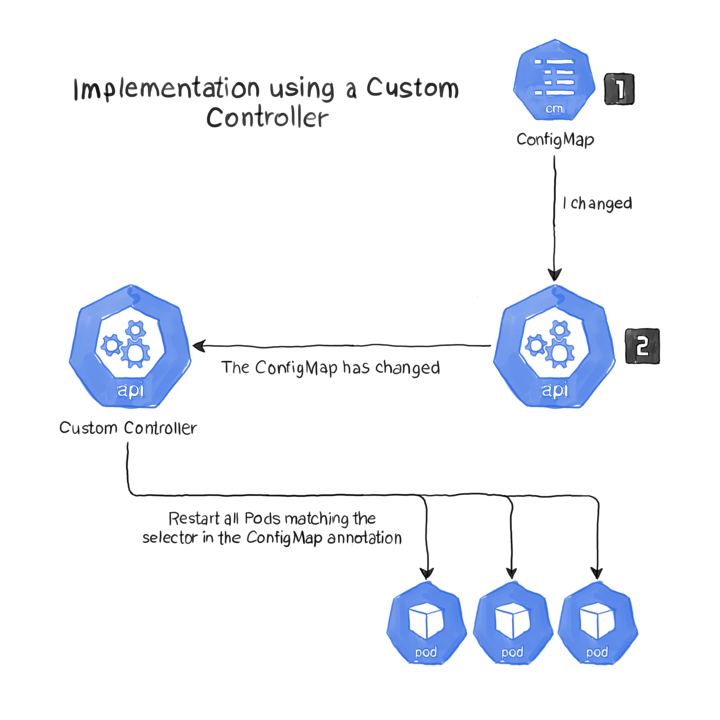 Implementation using a Custom
Controller
cm
1
ConfigMap
I changed
api
The ConfigMap has changed
api
2
Custom Controller
Restart all Pods matching the
selector in the ConfigMap annotation
pod
pod
pod